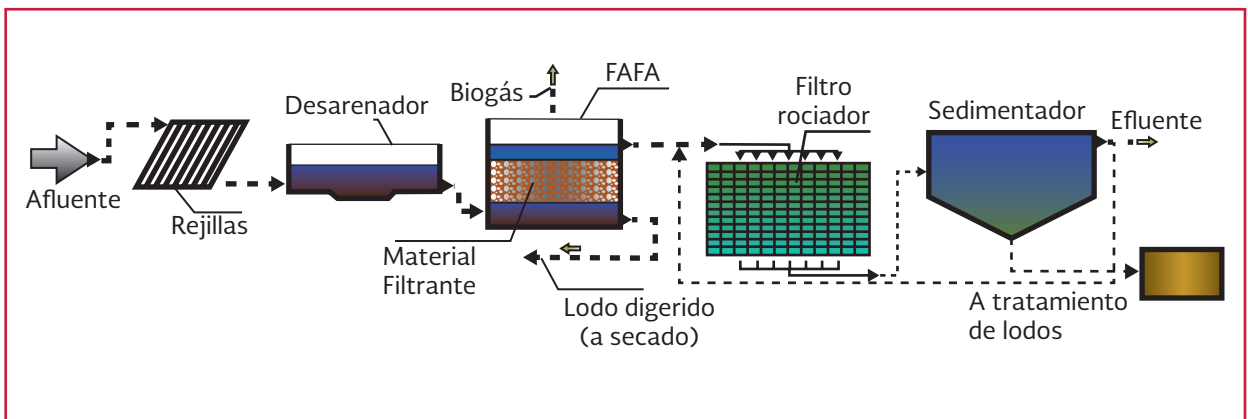 Afluente
Rejillas
Desarenador
Biogás
FAFA
Material
Filtrante
Lodo digerido
(a secado)
Filtro
rociador
Sedimentador
Efluente
A tratamiento
de lodos